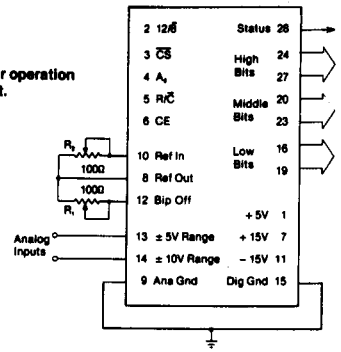 r operation
t.
2 12/8̅
Status 28
3 C̅S̅
High Bits
24
27
4 A₀
5 R/C̅
Middle Bits
20
23
6 CE
Low Bits
16
19
R₂
100Ω
10 Ref In
8 Ref Out
100Ω
R₁
12 Bip Off
+ 5V 1
Analog Inputs
13 ± 5V Range
+ 15V 7
14 ± 10V Range
− 15V 11
9 Ana Gnd
Dig Gnd 15